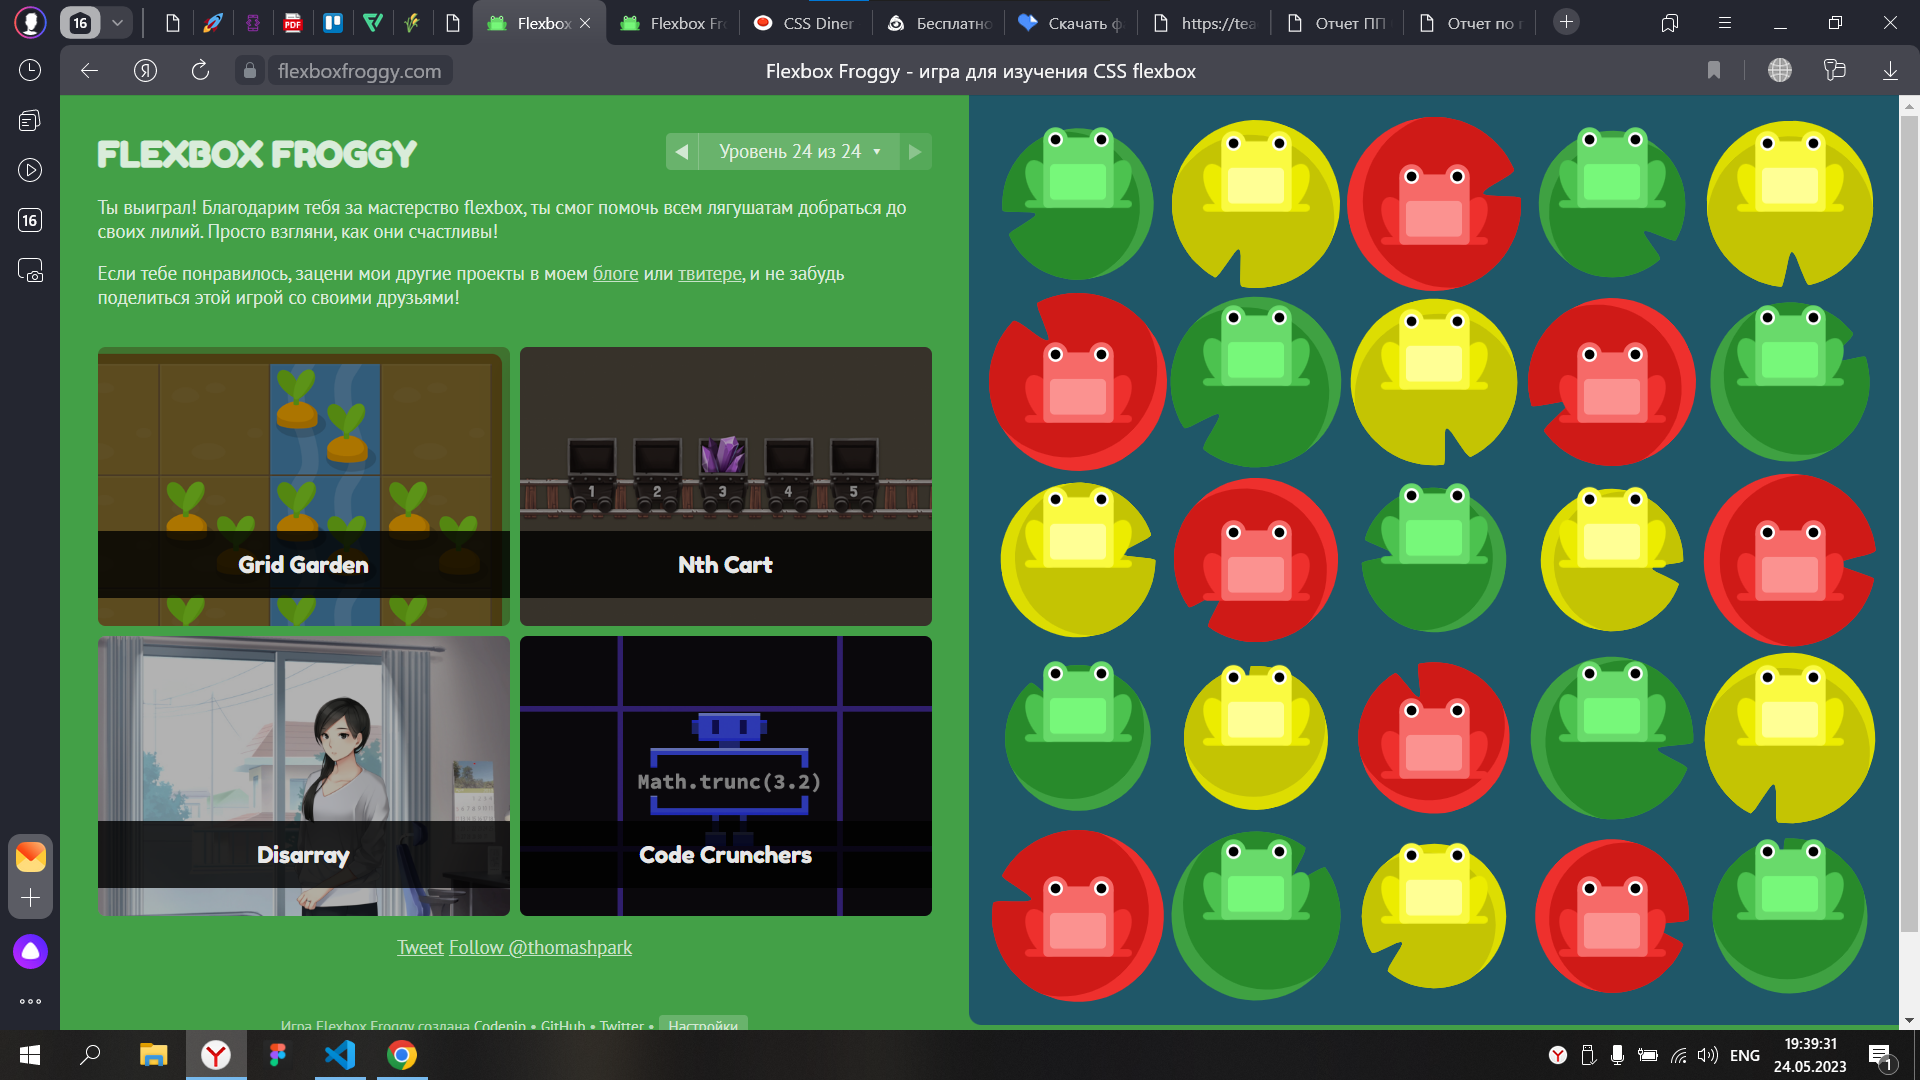 16
Flexbox
Flexbox Fr
CSS Diner
Бесплатно
Скачать ф
https://tea
Отчет ПП
Отчет по
flexboxfroggy.com
Flexbox Froggy - игра для изучения CSS flexbox
16
FLEXBOX FROGGY
Уровень 24 из 24
Ты выиграл! Благодарим тебя за мастерство flexbox, ты смог помочь всем лягушатам добраться до
своих лилий. Просто взгляни, как они счастливы!
Если тебе понравилось, зацени мои другие проекты в моем блоге или твитере, и не забудь
поделиться этой игрой со своими друзьями!
1 2 3 4 5
Grid Garden
Nth Cart
Math.trunc(3.2)
Disarray
Code Crunchers
Tweet Follow @thomashpark
Игра Flexbox Froggy создана Codepip • GitHub • Twitter • Настройки
ENG
19:39:31
24.05.2023
1